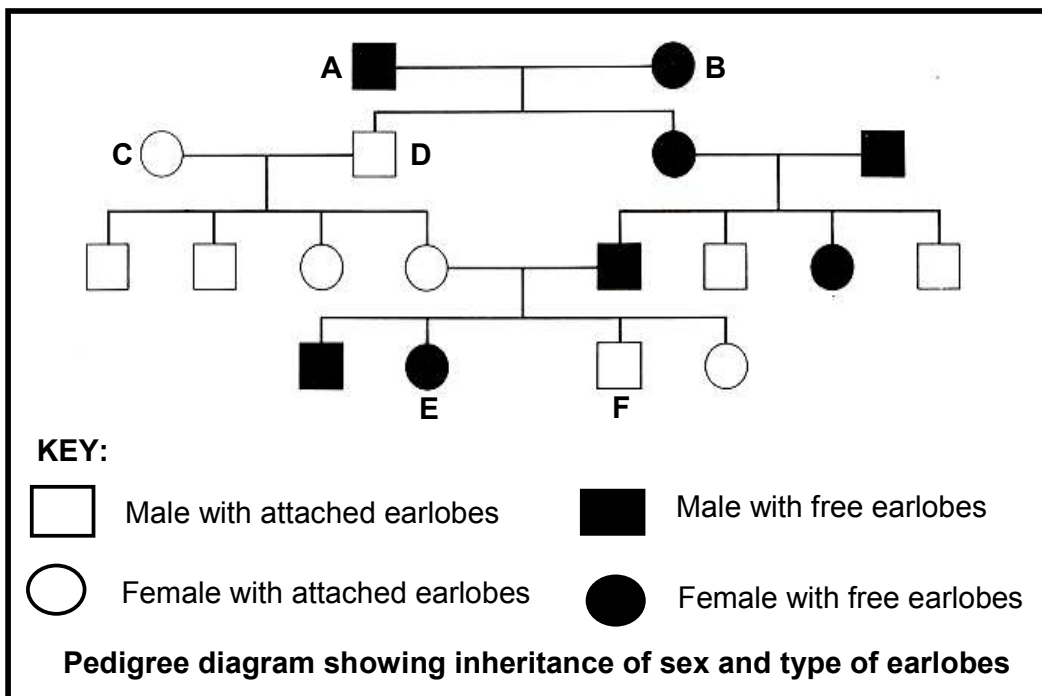 A B
C D
E F
KEY:
Male with attached earlobes Male with free earlobes
Female with attached earlobes Female with free earlobes
Pedigree diagram showing inheritance of sex and type of earlobes